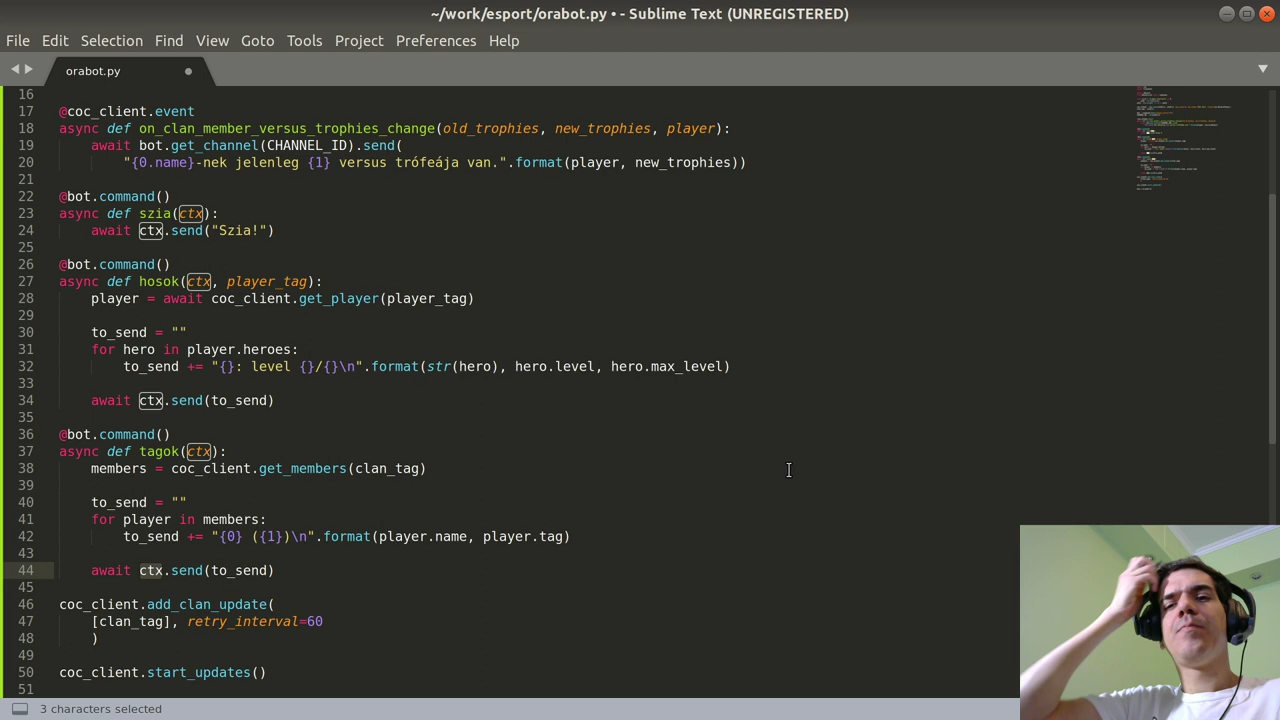 ~/work/esport/orabot.py • - Sublime Text (UNREGISTERED)
File Edit Selection Find View Goto Tools Project Preferences Help
orabot.py
16
17 @coc_client.event
18 async def on_clan_member_versus_trophies_change(old_trophies, new_trophies, player):
19     await bot.get_channel(CHANNEL_ID).send(
20         "{0.name}-nek jelenleg {1} versus trófeája van.".format(player, new_trophies))
21
22 @bot.command()
23 async def szia(ctx):
24     await ctx.send("Szia!")
25
26 @bot.command()
27 async def hosok(ctx, player_tag):
28     player = await coc_client.get_player(player_tag)
29
30     to_send = ""
31     for hero in player.heroes:
32         to_send += "{}: level {}/{}\n".format(str(hero), hero.level, hero.max_level)
33
34     await ctx.send(to_send)
35
36 @bot.command()
37 async def tagok(ctx):
38     members = coc_client.get_members(clan_tag)
39
40     to_send = ""
41     for player in members:
42         to_send += "{0} ({1})\n".format(player.name, player.tag)
43
44     await ctx.send(to_send)
45
46 coc_client.add_clan_update(
47     [clan_tag], retry_interval=60
48     )
49
50 coc_client.start_updates()
51
3 characters selected